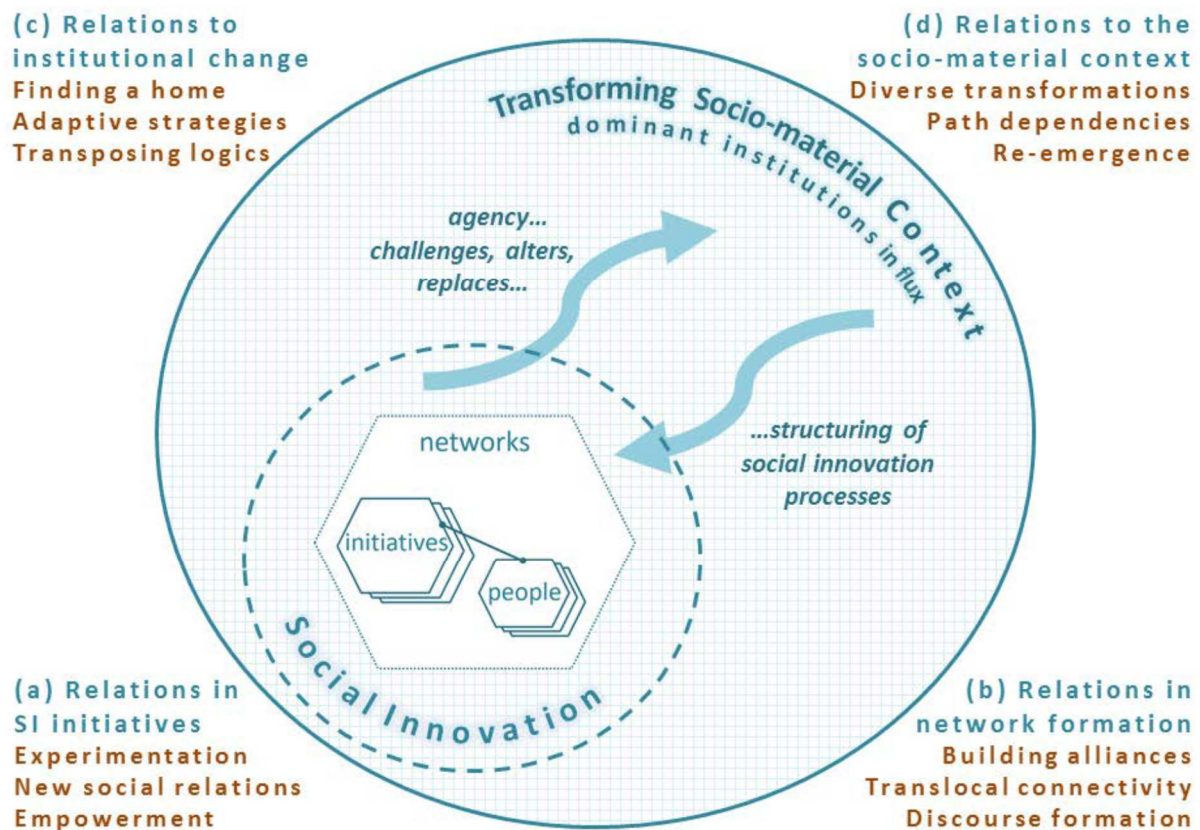 (c) Relations to
institutional change
Finding a home
Adaptive strategies
Transposing logics
(d) Relations to the
socio-material context
Diverse transformations
Path dependencies
Re-emergence
Transforming Socio-material Context
dominant institutions in flux
agency...
challenges, alters,
replaces...
...structuring of
social innovation
processes
networks
initiatives
people
Social Innovation
(a) Relations in
SI initiatives
Experimentation
New social relations
Empowerment
(b) Relations in
network formation
Building alliances
Translocal connectivity
Discourse formation